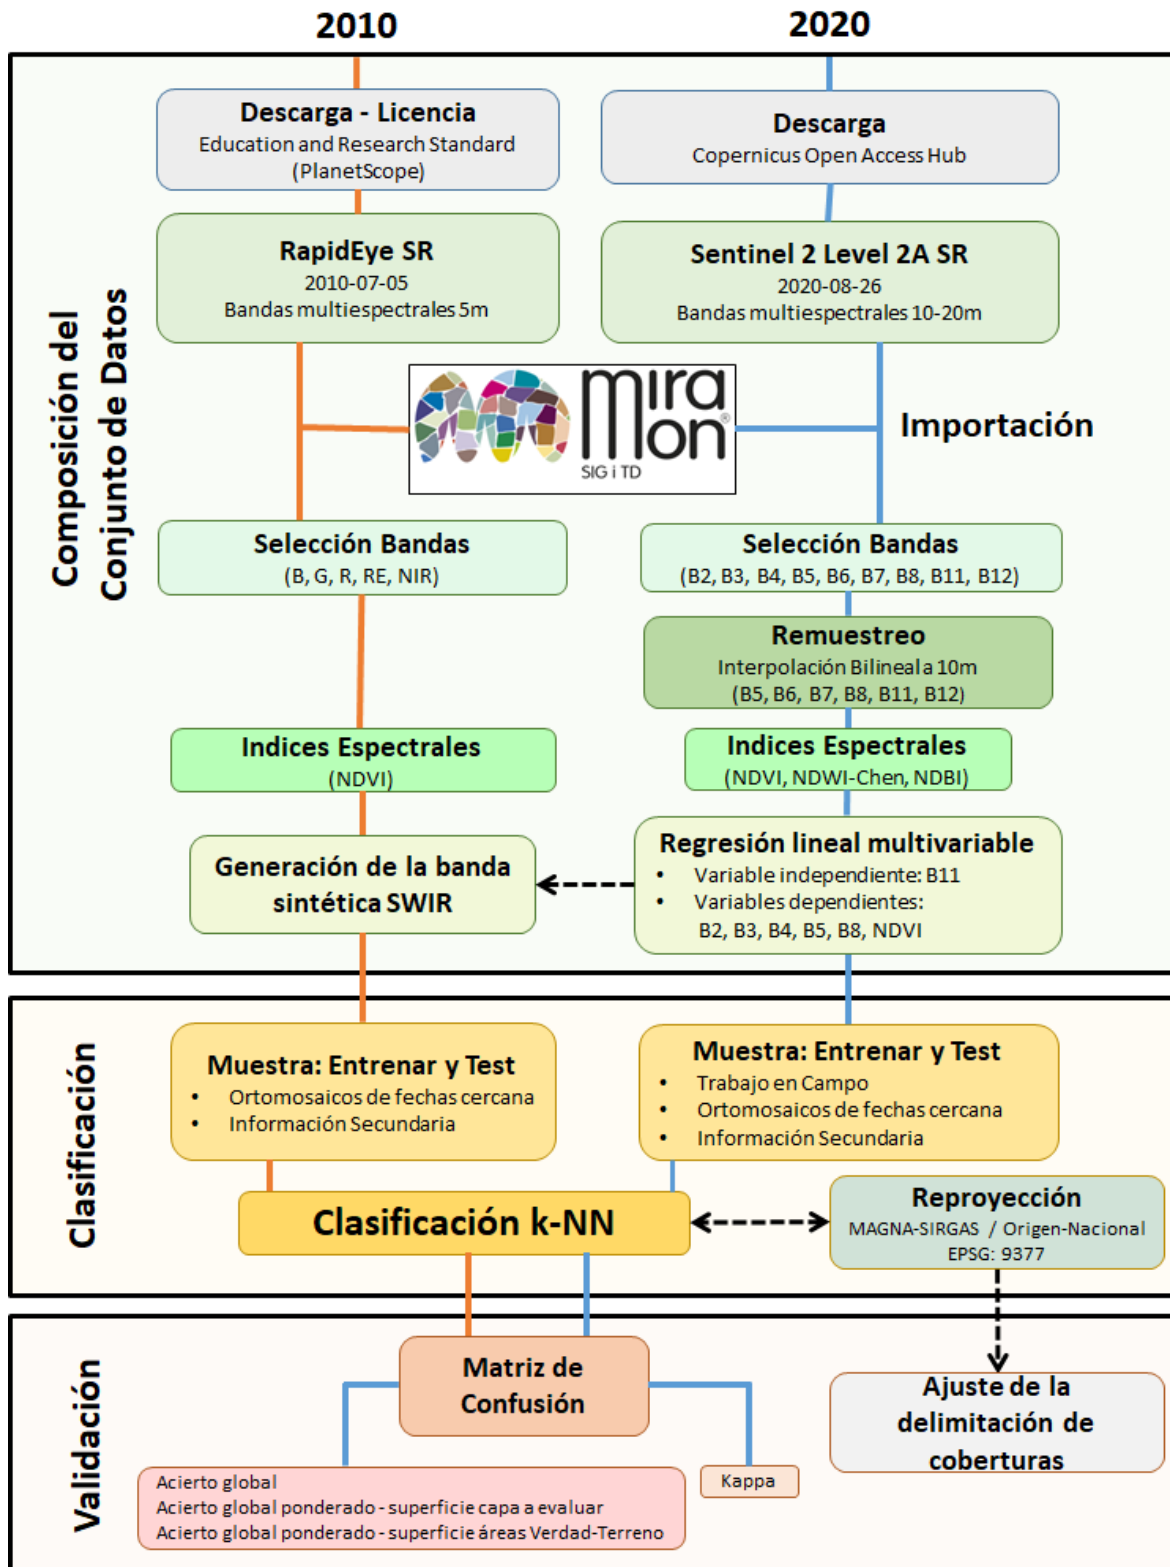 2010
2020
Composición del
Conjunto de Datos
Descarga - Licencia
Education and Research Standard
(PlanetScope)
Descarga
Copernicus Open Access Hub
RapidEye SR
2010-07-05
Bandas multiespectrales 5m
Sentinel 2 Level 2A SR
2020-08-26
Bandas multiespectrales 10-20m
Mira
Mon®
SIG i TD
Importación
Selección Bandas
(B, G, R, RE, NIR)
Selección Bandas
(B2, B3, B4, B5, B6, B7, B8, B11, B12)
Remuestreo
Interpolación Bilineal a 10m
(B5, B6, B7, B8, B11, B12)
Indices Espectrales
(NDVI)
Indices Espectrales
(NDVI, NDWI-Chen, NDBI)
Generación de la banda
sintética SWIR
Regresión lineal multivariable
• Variable independiente: B11
• Variables dependientes:
B2, B3, B4, B5, B8, NDVI
Clasificación
Muestra: Entrenar y Test
• Ortomosaicos de fechas cercana
• Información Secundaria
Muestra: Entrenar y Test
• Trabajo en Campo
• Ortomosaicos de fechas cercana
• Información Secundaria
Clasificación k-NN
Reproyección
MAGNA-SIRGAS / Origen-Nacional
EPSG: 9377
Validación
Matriz de
Confusión
Ajuste de la
delimitación de
coberturas
Acierto global
Acierto global ponderado - superficie capa a evaluar
Acierto global ponderado - superficie áreas Verdad-Terreno
Kappa